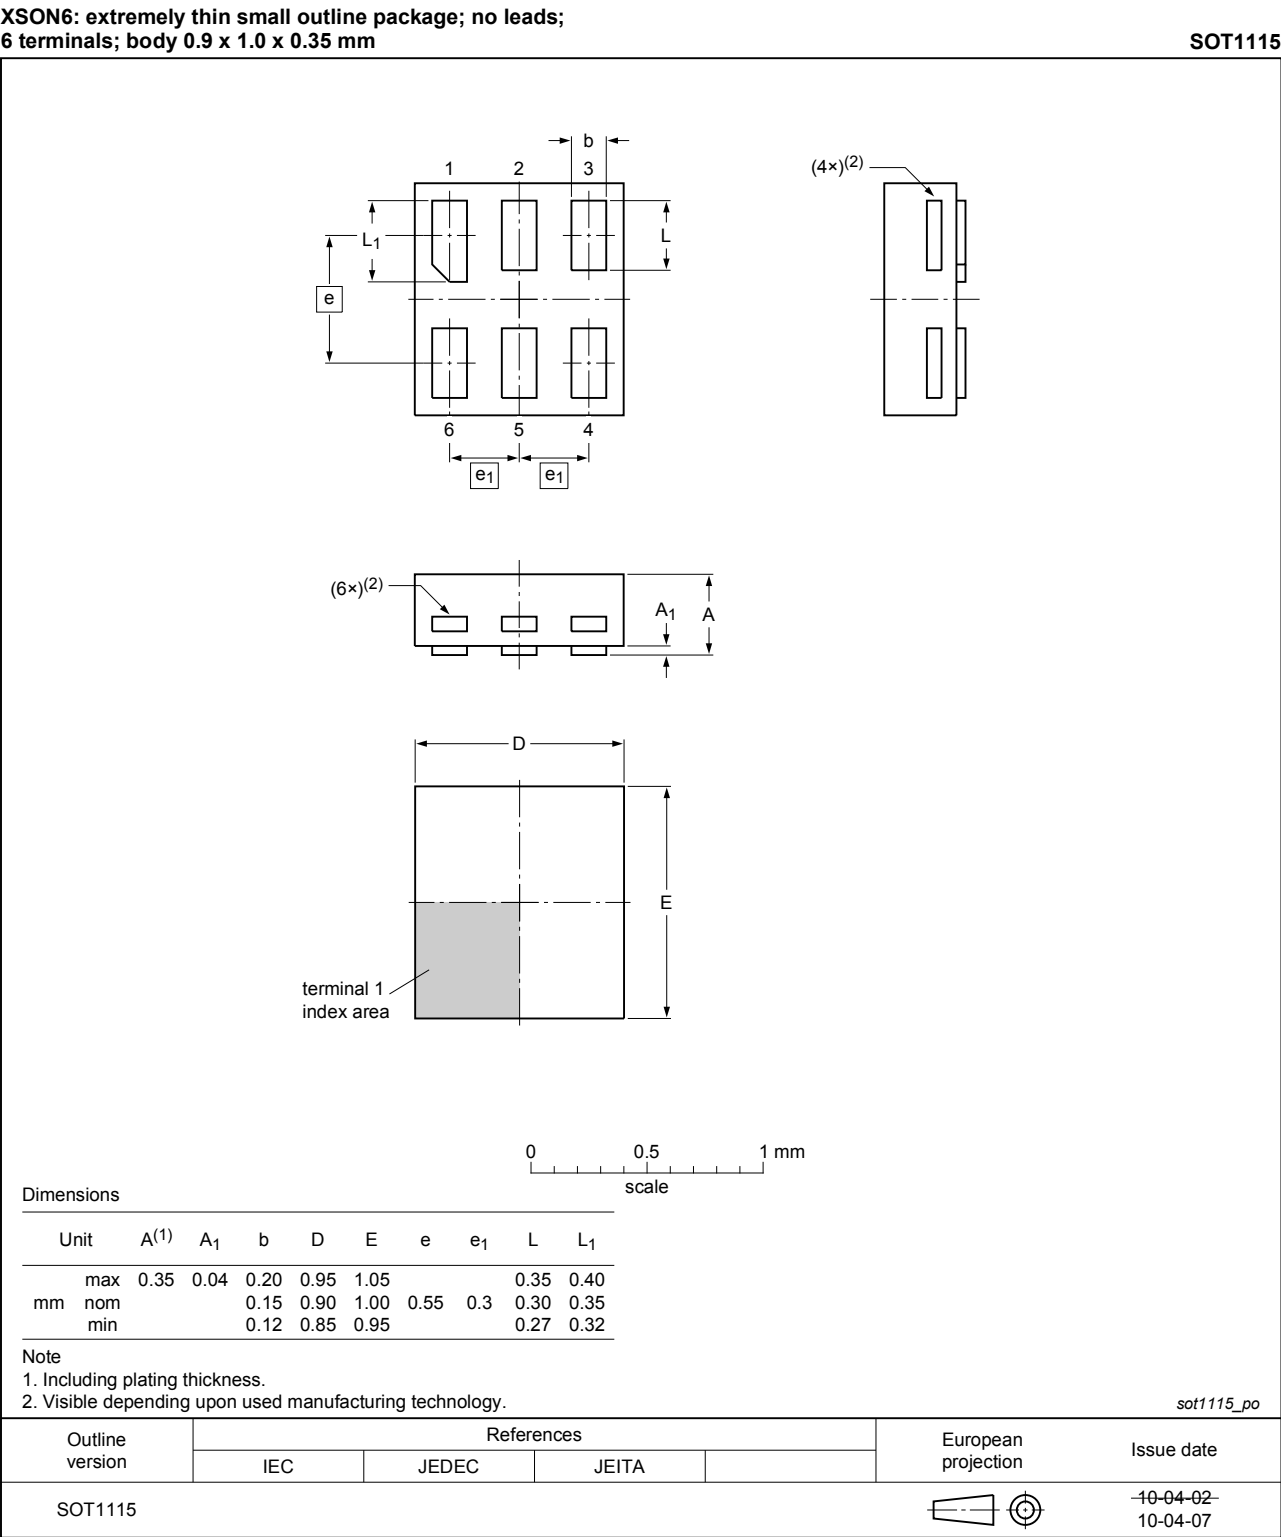 XSON6: extremely thin small outline package; no leads;
6 terminals; body 0.9 x 1.0 x 0.35 mm SOT1115
b
1 2 3
(4×)(2)
L1
L
e
6 5 4
e1 e1
(6×)(2)
A1
A
D
E
terminal 1
index area
0 0.5 1 mm
scale
Dimensions
Unit A(1) A1 b D E e e1 L L1
max 0.35 0.04 0.20 0.95 1.05 0.35 0.40
mm nom 0.15 0.90 1.00 0.55 0.3 0.30 0.35
min 0.12 0.85 0.95 0.27 0.32
Note
1. Including plating thickness.
2. Visible depending upon used manufacturing technology.
sot1115_po
Outline
version
References
IEC JEDEC JEITA
European
projection
Issue date
SOT1115
10-04-02
10-04-07